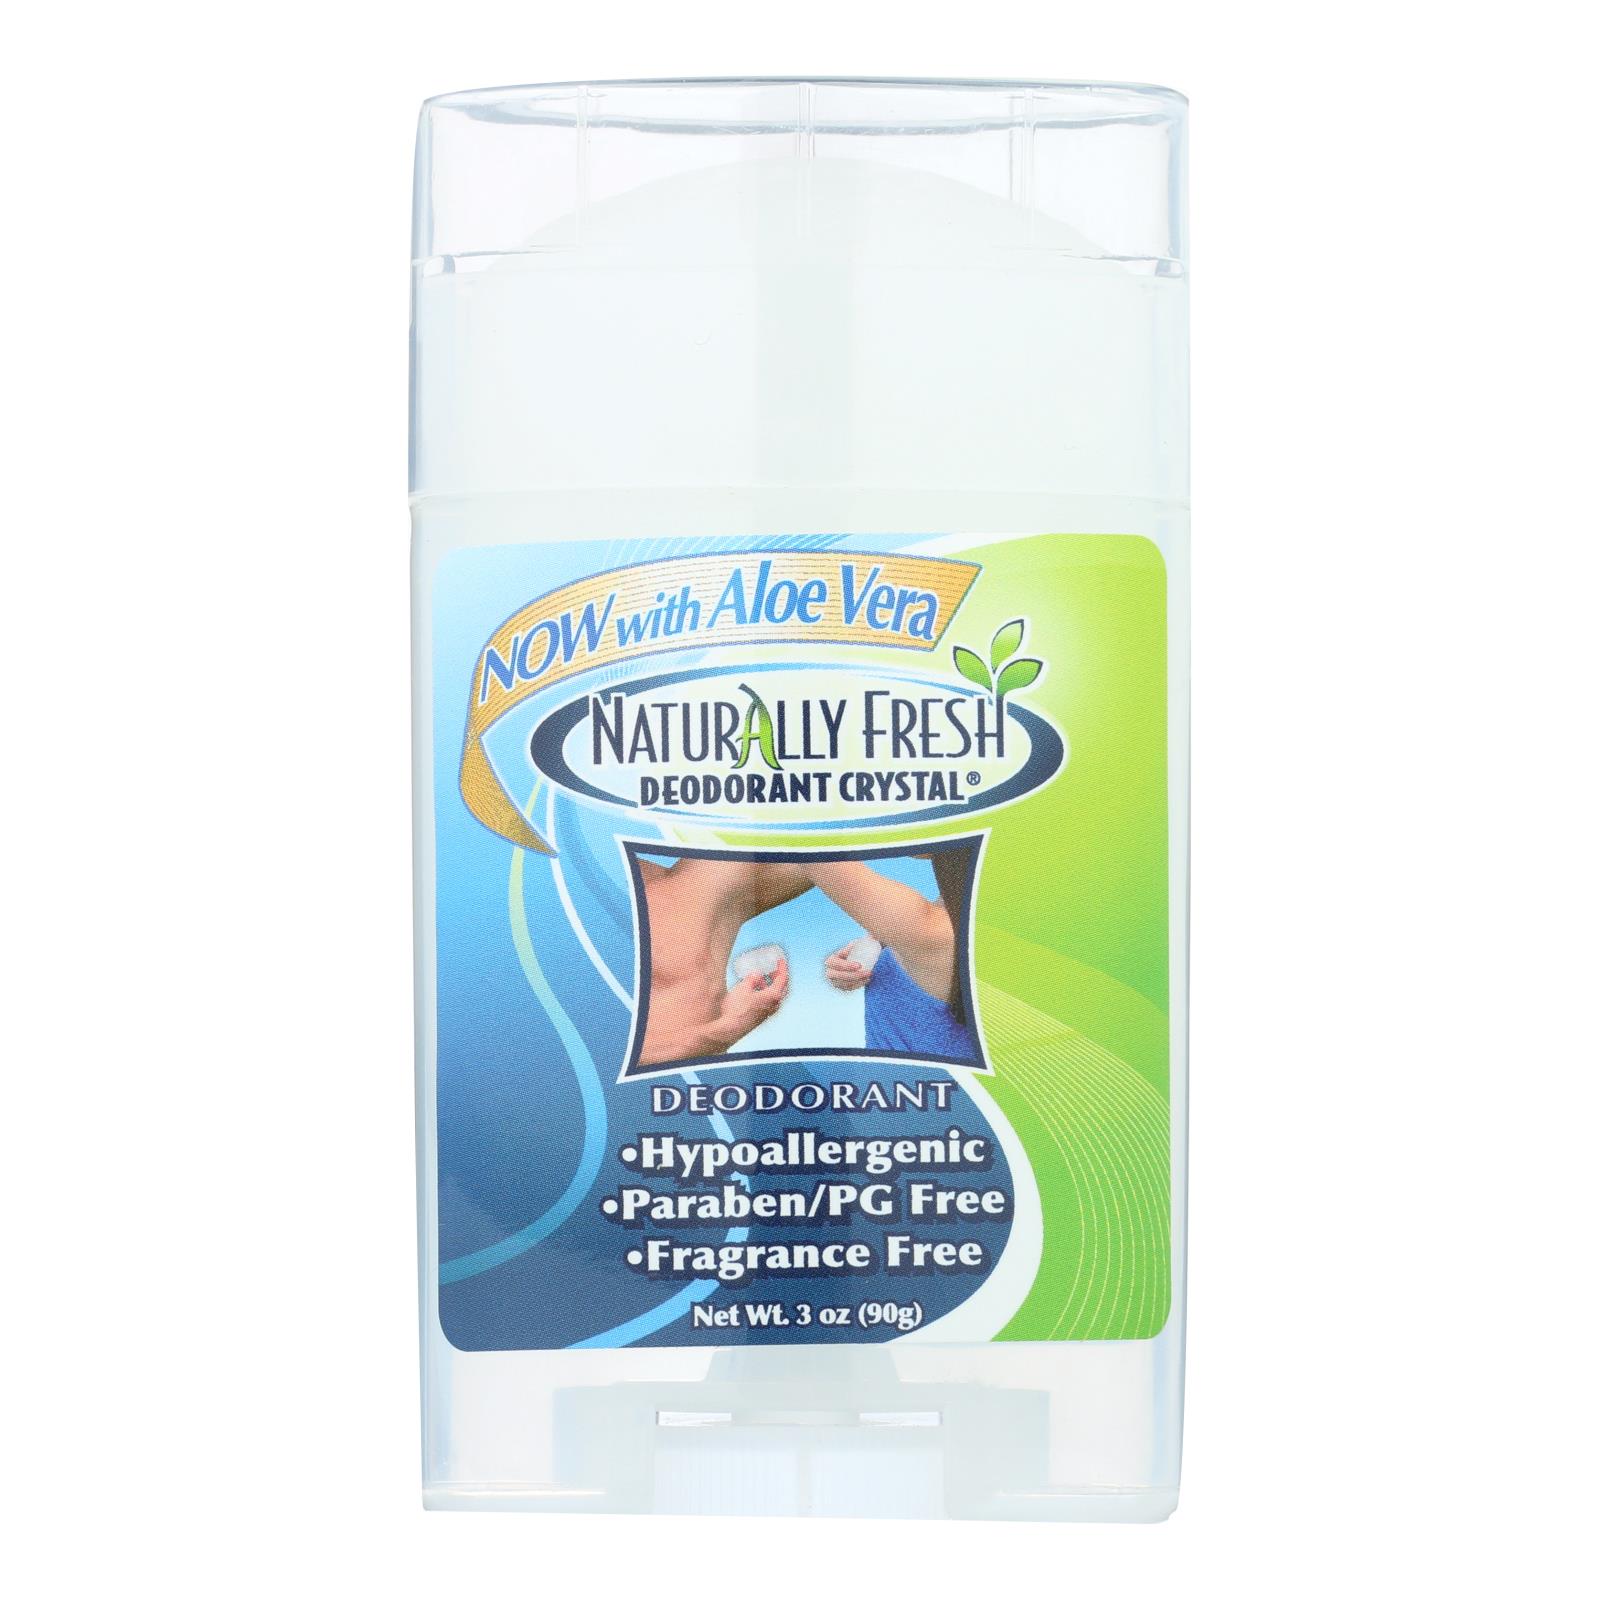 NOW with Aloe Vera
NATURALLY FRESH
DEODORANT CRYSTAL®
DEODORANT
•Hypoallergenic
•Paraben/PG Free
•Fragrance Free
Net Wt. 3 oz (90g)